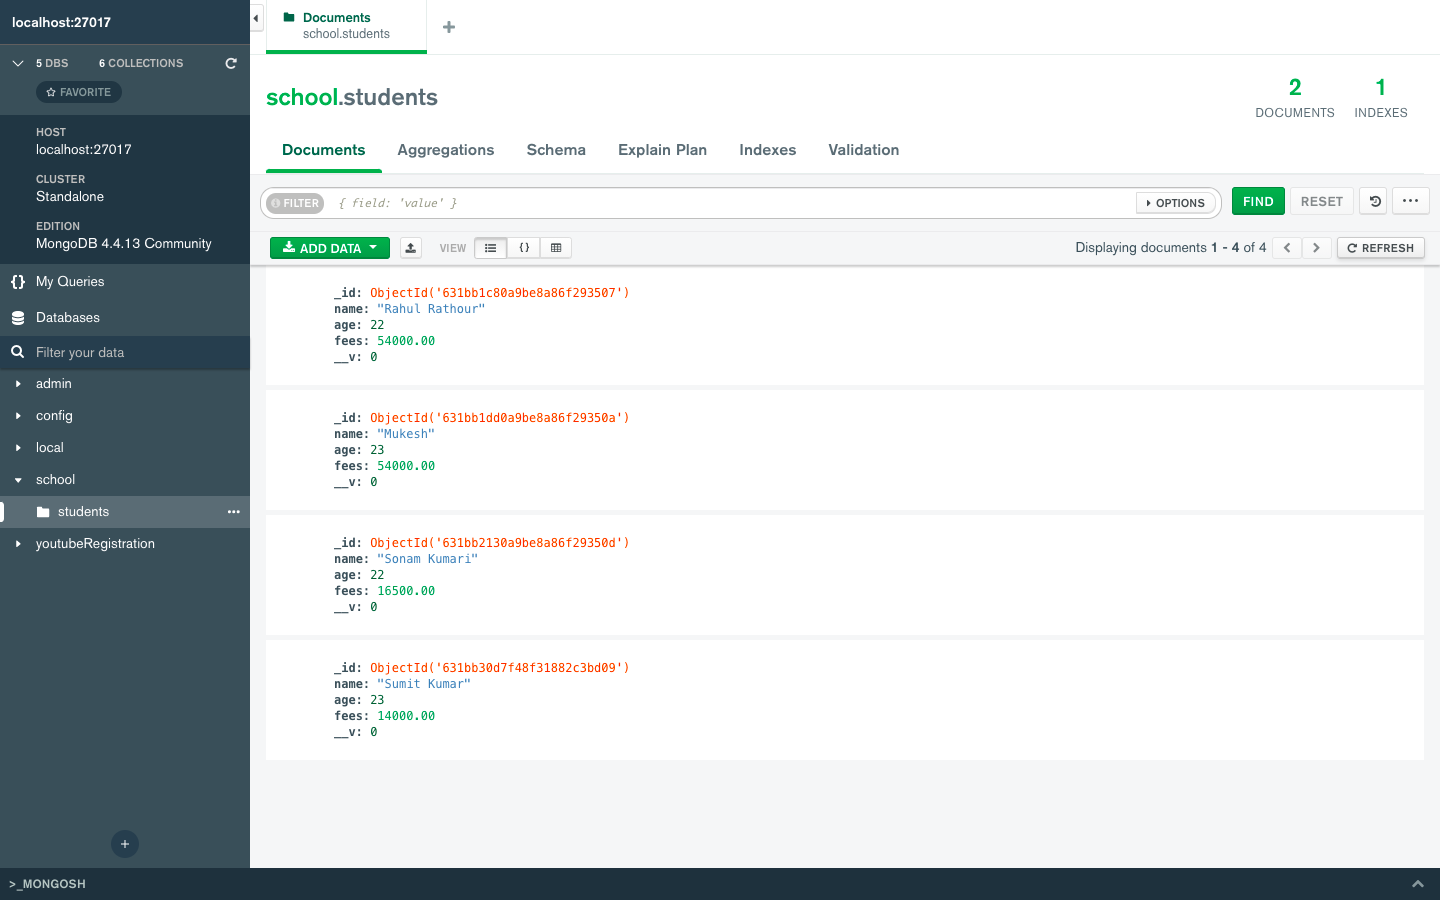 localhost:27017
5 DBS 6 COLLECTIONS
FAVORITE
HOST
localhost:27017
CLUSTER
Standalone
EDITION
MongoDB 4.4.13 Community
{} My Queries
Databases
Filter your data
admin
config
local
school
students •••
youtubeRegistration
+
Documents
school.students
+
school.students
2
DOCUMENTS
1
INDEXES
Documents Aggregations Schema Explain Plan Indexes Validation
FILTER { field: 'value' } OPTIONS FIND RESET •••
ADD DATA VIEW {} Displaying documents 1 - 4 of 4 < > REFRESH
_id: ObjectId('631bb1c80a9be8a86f293507')
name: "Rahul Rathour"
age: 22
fees: 54000.00
__v: 0
_id: ObjectId('631bb1dd0a9be8a86f29350a')
name: "Mukesh"
age: 23
fees: 54000.00
__v: 0
_id: ObjectId('631bb2130a9be8a86f29350d')
name: "Sonam Kumari"
age: 22
fees: 16500.00
__v: 0
_id: ObjectId('631bb30d7f48f31882c3bd09')
name: "Sumit Kumar"
age: 23
fees: 14000.00
__v: 0
>_MONGOSH